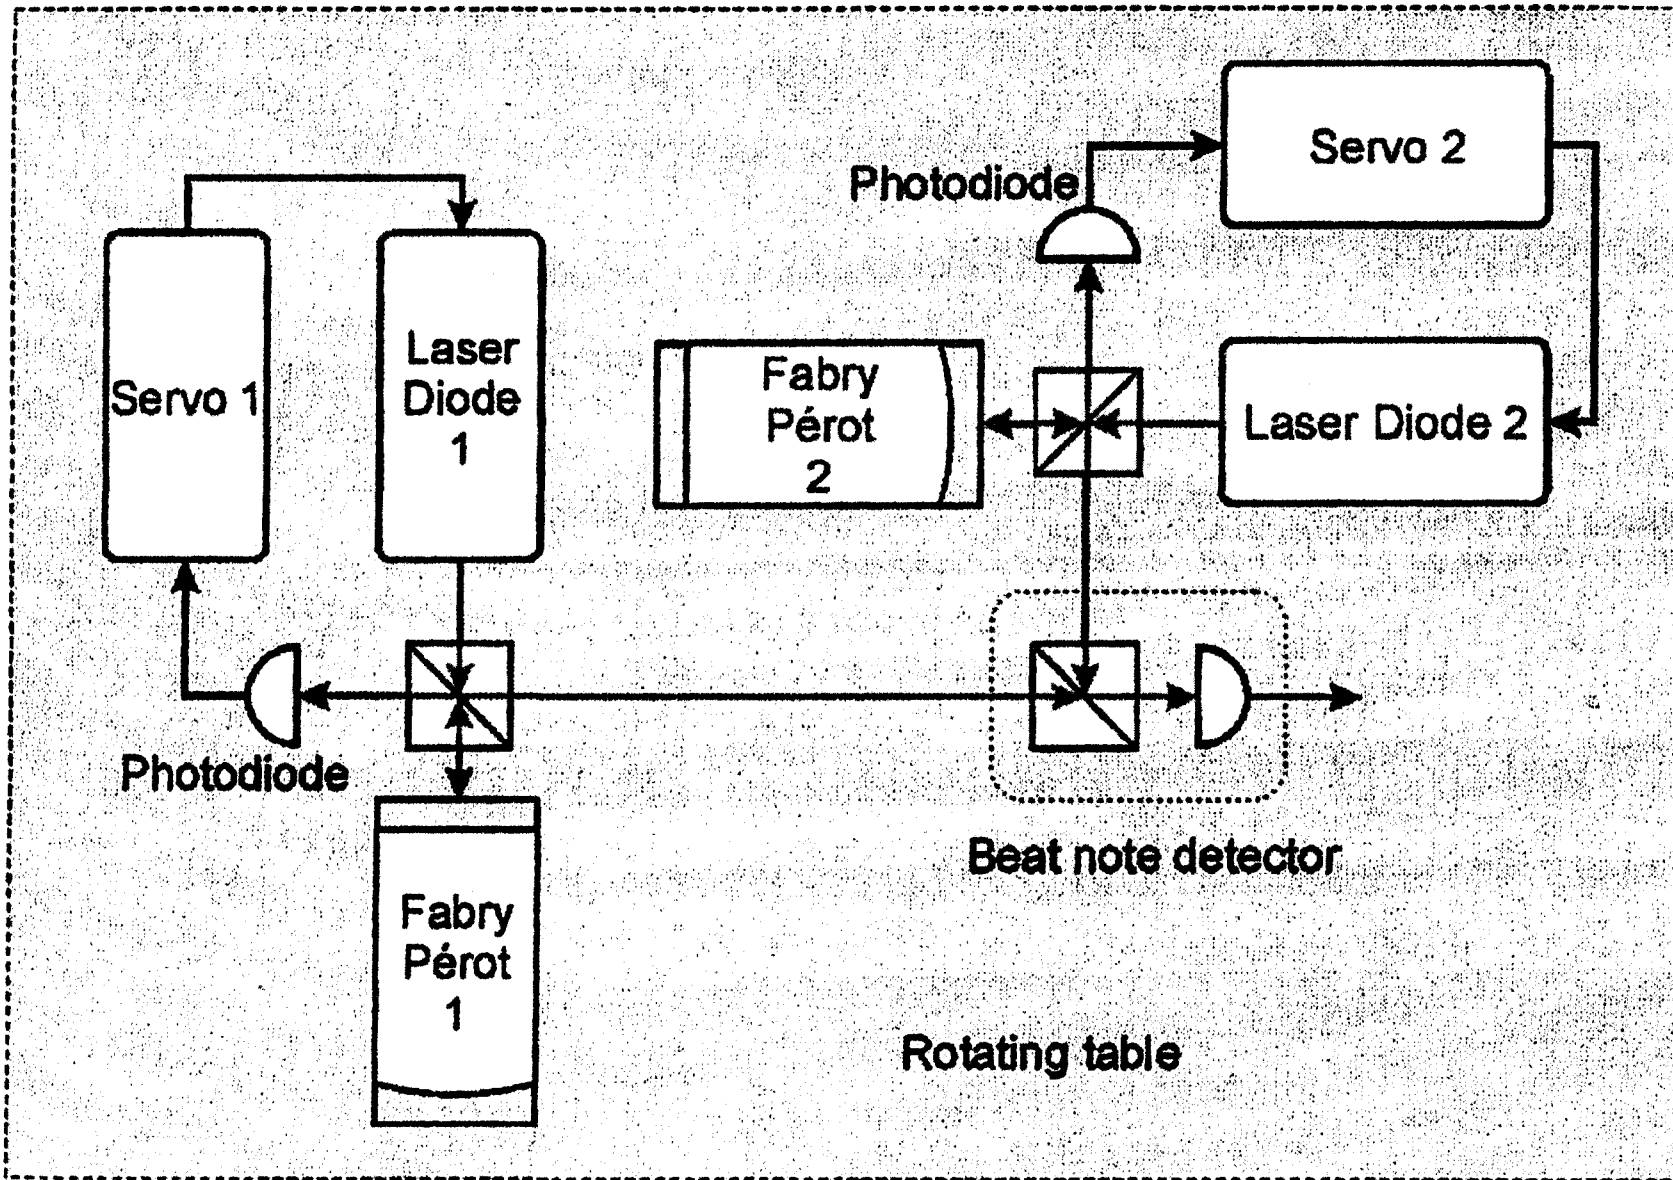 Servo 2
Photodiode
Laser
Diode
1
Servo 1
Fabry
Pérot
2
Laser Diode 2
Photodiode
Beat note detector
Fabry
Pérot
1
Rotating table